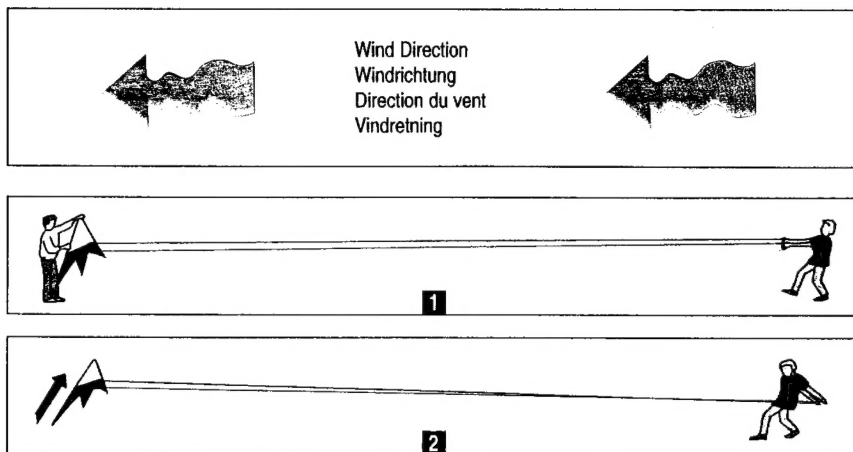 Wind Direction
Windrichtung
Direction du vent
Vindretning
1
2